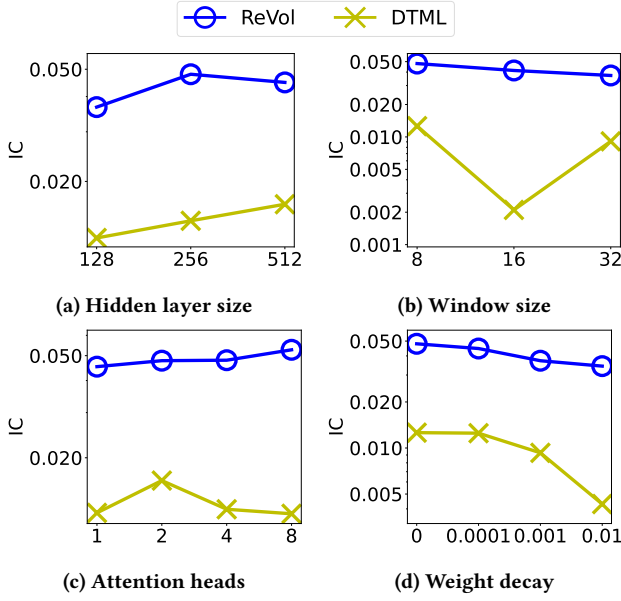 ReVol DTML
0.050
0.020
IC
128 256 512
(a) Hidden layer size
0.050
0.020
0.010
0.005
0.002
0.001
IC
8 16 32
(b) Window size
0.050
0.020
IC
1 2 4 8
(c) Attention heads
0.050
0.020
0.010
0.005
IC
0 0.0001 0.001 0.01
(d) Weight decay